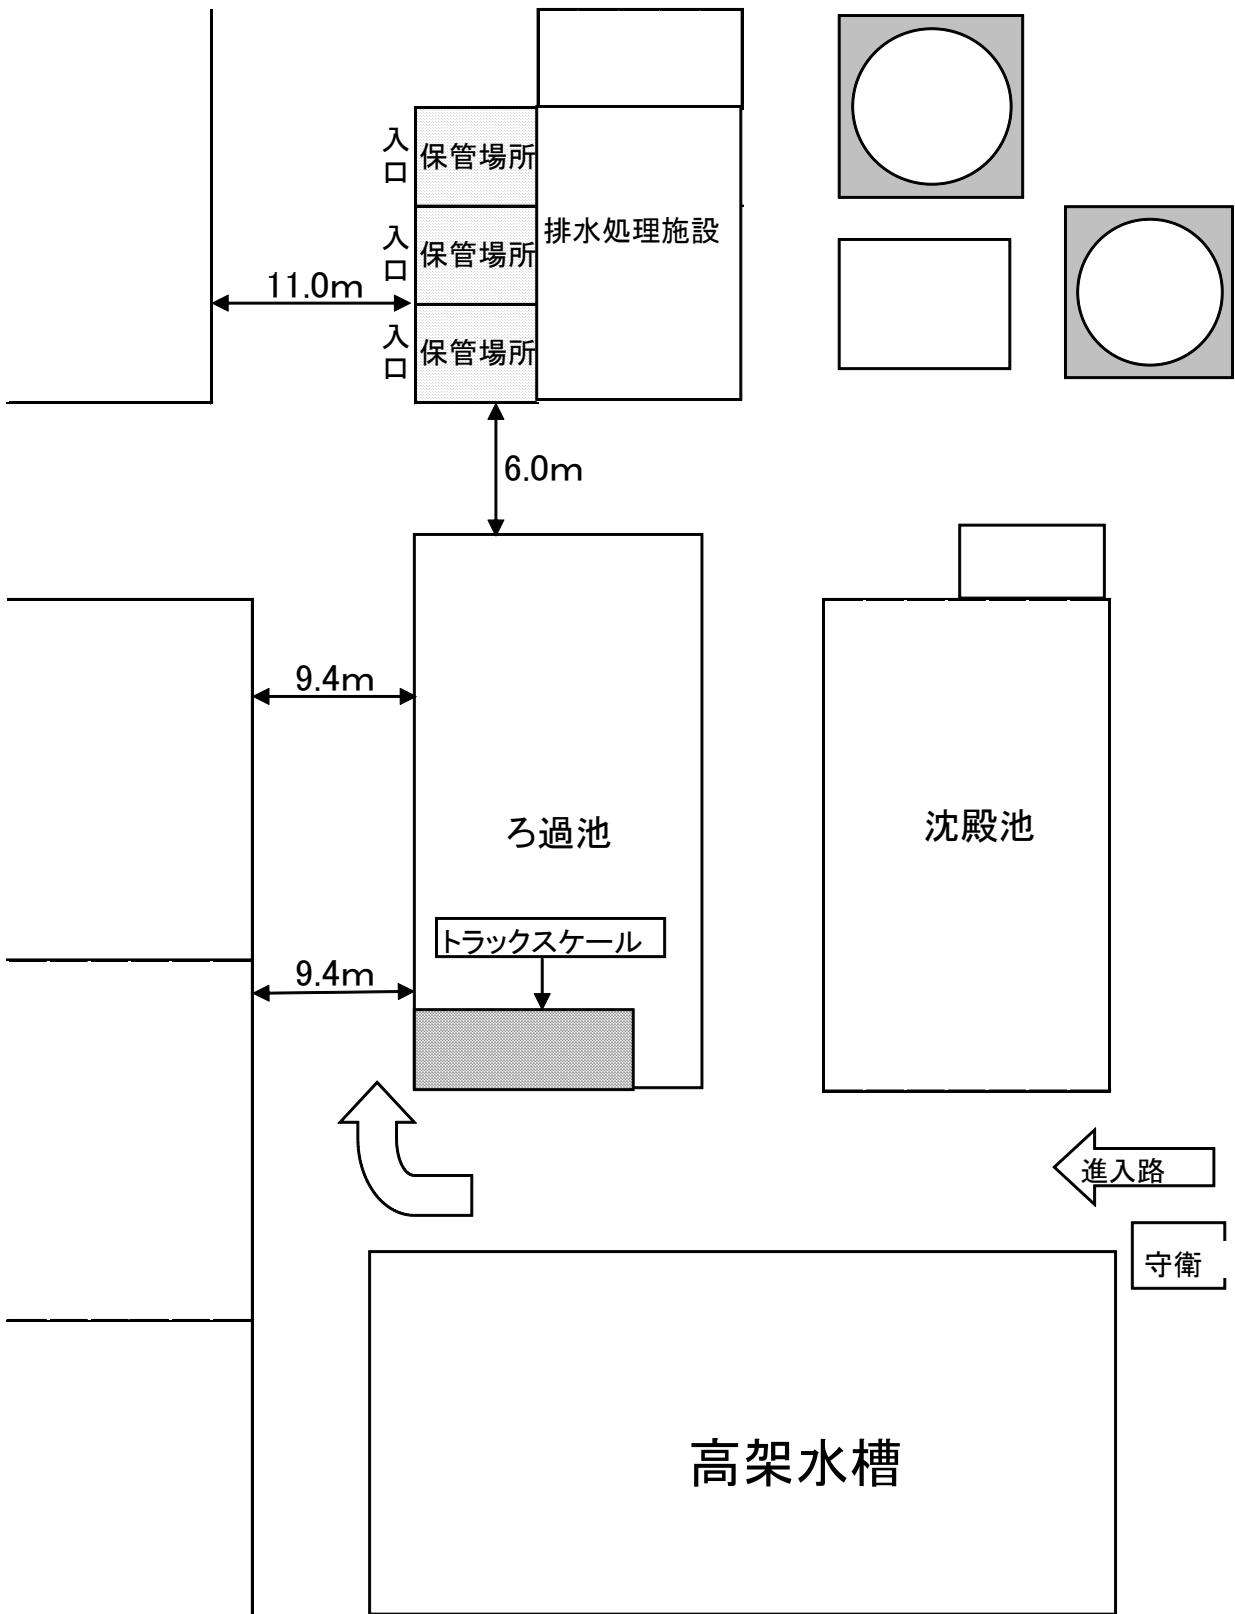 入口
保管場所
入口
保管場所
排水処理施設
11.0m
入口
保管場所
6.0m
9.4m
ろ過池
沈殿池
トラックスケール
9.4m
進入路
守衛
高架水槽